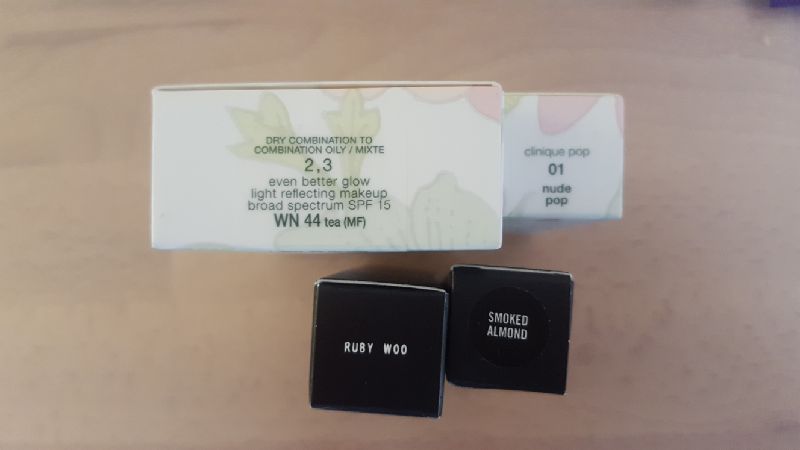 DRY COMBINATION TO
COMBINATION OILY / MIXTE
2,3
even better glow
light reflecting makeup
broad spectrum SPF 15
WN 44 tea (MF)
clinique pop
01
nude
pop
RUBY WOO
SMOKED
ALMOND